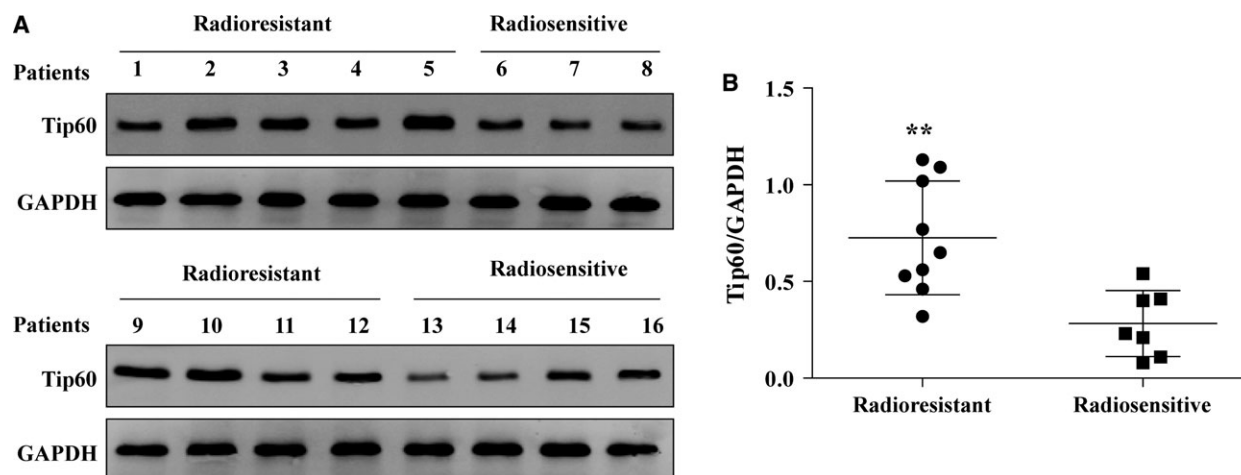 A
Radioresistant Radiosensitive
Patients 1 2 3 4 5 6 7 8
Tip60
GAPDH
Radioresistant Radiosensitive
Patients 9 10 11 12 13 14 15 16
Tip60
GAPDH
B
1.5
**
1.0
0.5
0.0
Tip60/GAPDH
Radioresistant Radiosensitive